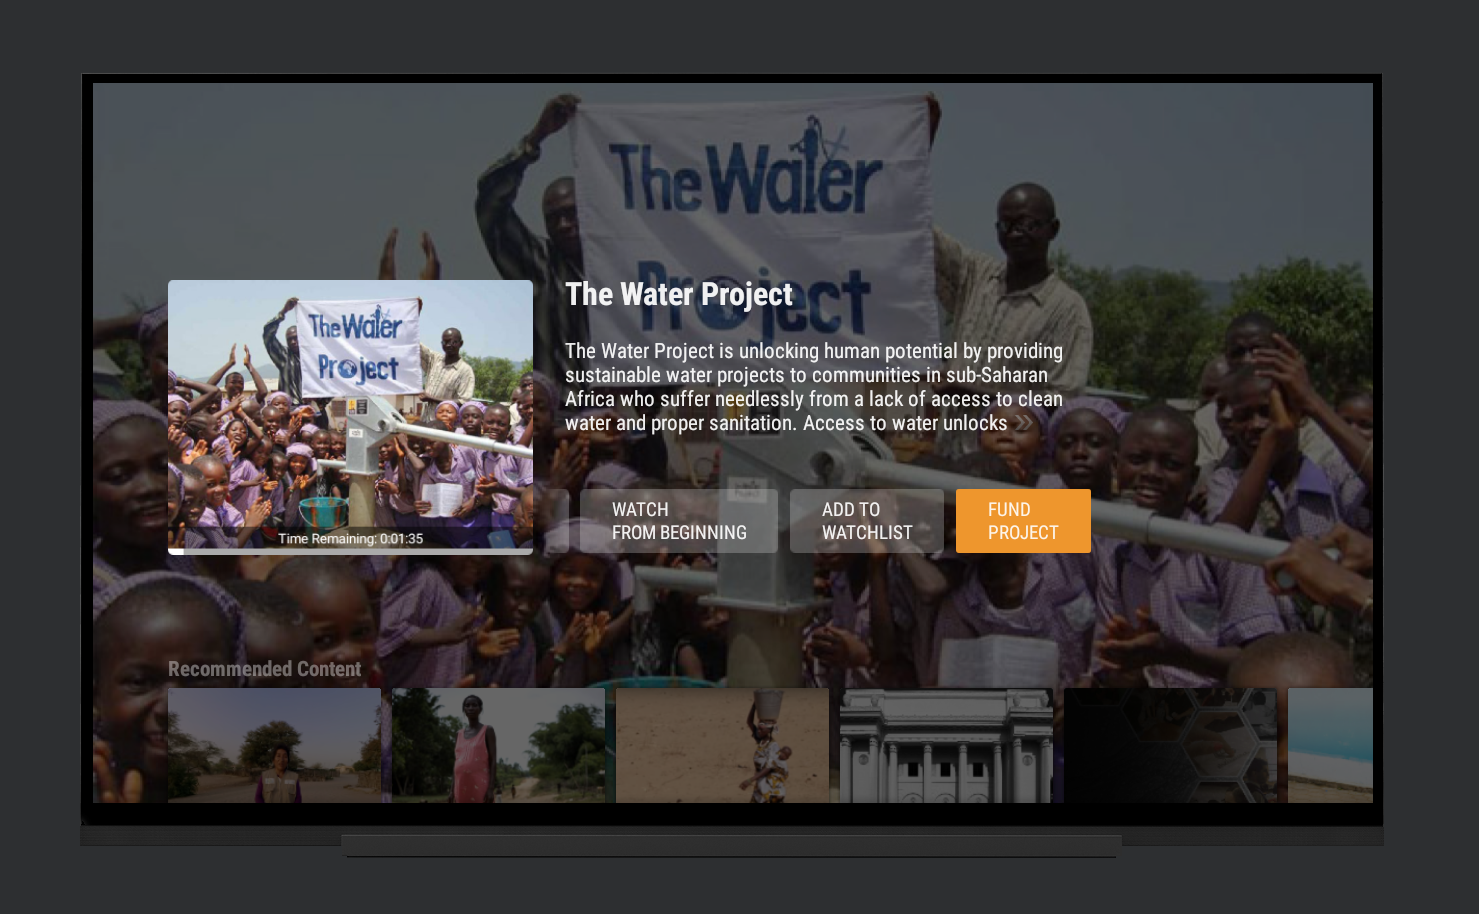 The Water
Project
The Water Project
The Water
Project
The Water Project is unlocking human potential by providing
sustainable water projects to communities in sub-Saharan
Africa who suffer needlessly from a lack of access to clean
water and proper sanitation. Access to water unlocks »
Time Remaining: 0:01:35
WATCH
FROM BEGINNING
ADD TO
WATCHLIST
FUND
PROJECT
Recommended Content